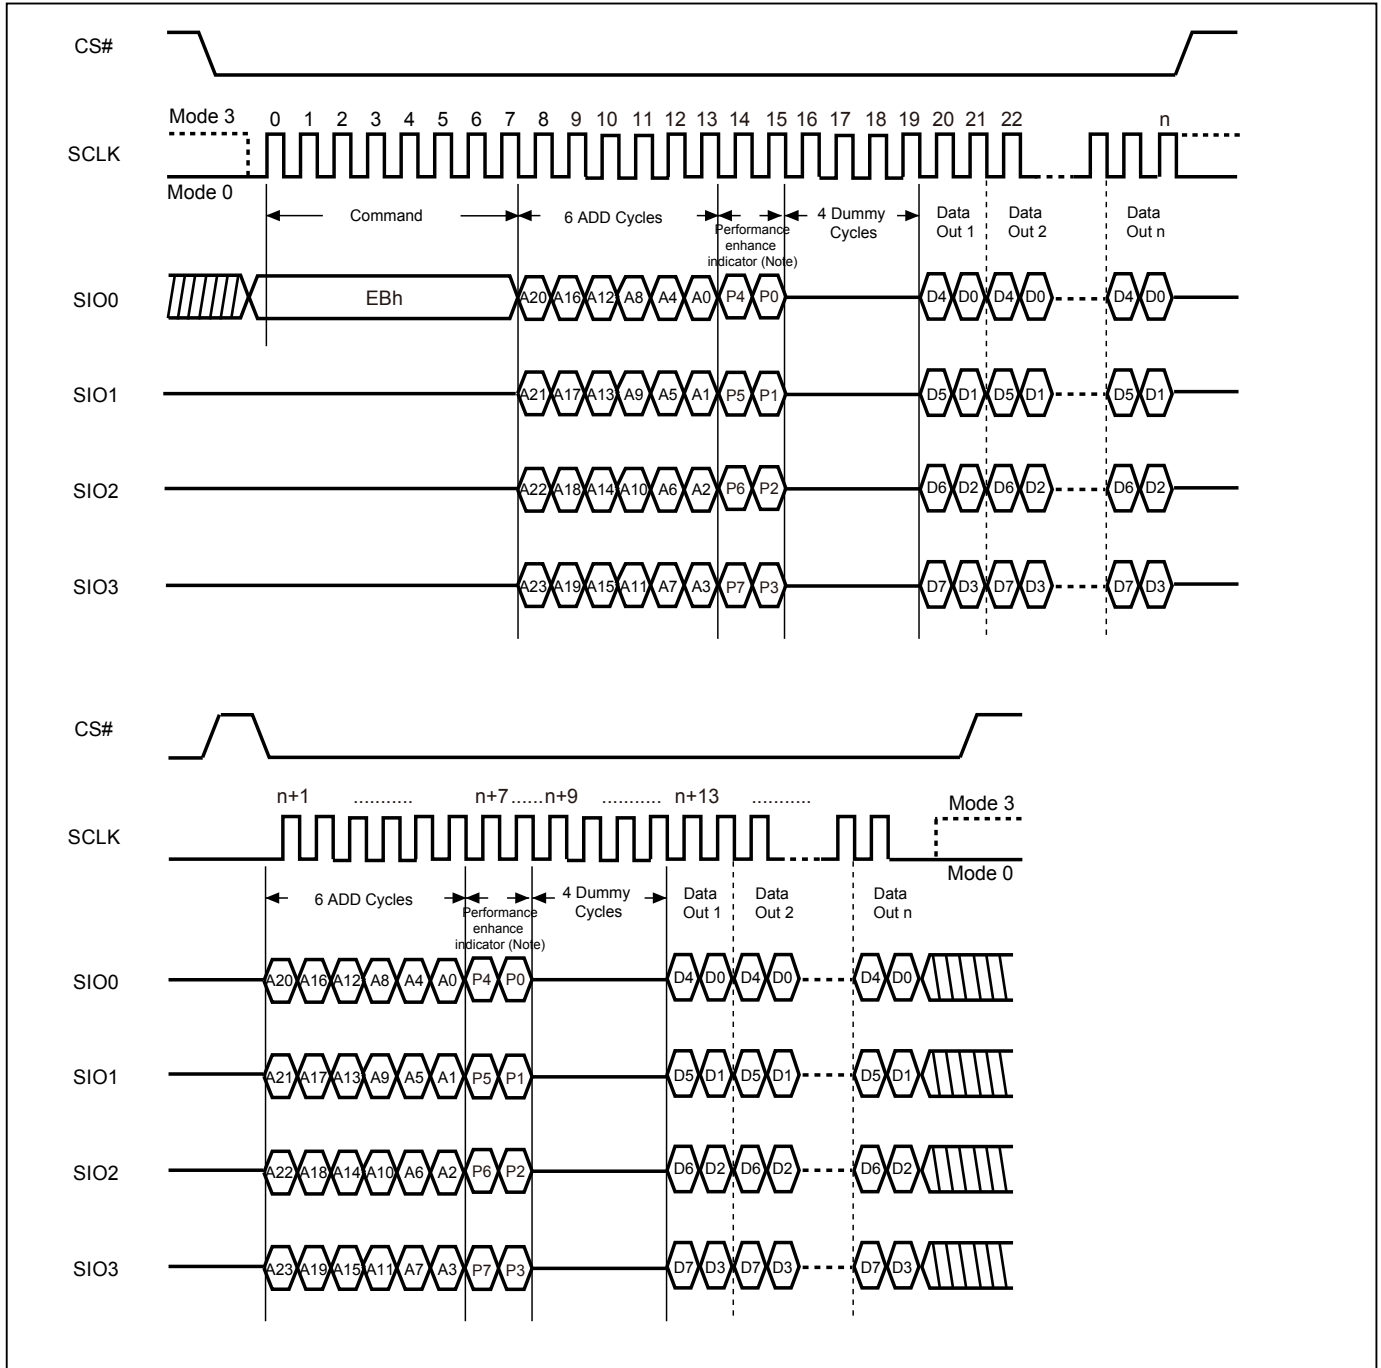 CS#
Mode 3
0 1 2 3 4 5 6 7 8 9 10 11 12 13 14 15 16 17 18 19 20 21 22 n
SCLK
Mode 0
Command
6 ADD Cycles
Performance
enhance
indicator (Note)
4 Dummy
Cycles
Data
Out 1
Data
Out 2
Data
Out n
SIO0 EBh A20 A16 A12 A8 A4 A0 P4 P0 D4 D0 D4 D0 D4 D0
SIO1 A21 A17 A13 A9 A5 A1 P5 P1 D5 D1 D5 D1 D5 D1
SIO2 A22 A18 A14 A10 A6 A2 P6 P2 D6 D2 D6 D2 D6 D2
SIO3 A23 A19 A15 A11 A7 A3 P7 P3 D7 D3 D7 D3 D7 D3
CS#
n+1 ........... n+7 ...... n+9 ........... n+13 ...........
Mode 3
SCLK
Mode 0
6 ADD Cycles
Performance
enhance
indicator (Note)
4 Dummy
Cycles
Data
Out 1
Data
Out 2
Data
Out n
SIO0 A20 A16 A12 A8 A4 A0 P4 P0 D4 D0 D4 D0 D4 D0
SIO1 A21 A17 A13 A9 A5 A1 P5 P1 D5 D1 D5 D1 D5 D1
SIO2 A22 A18 A14 A10 A6 A2 P6 P2 D6 D2 D6 D2 D6 D2
SIO3 A23 A19 A15 A11 A7 A3 P7 P3 D7 D3 D7 D3 D7 D3